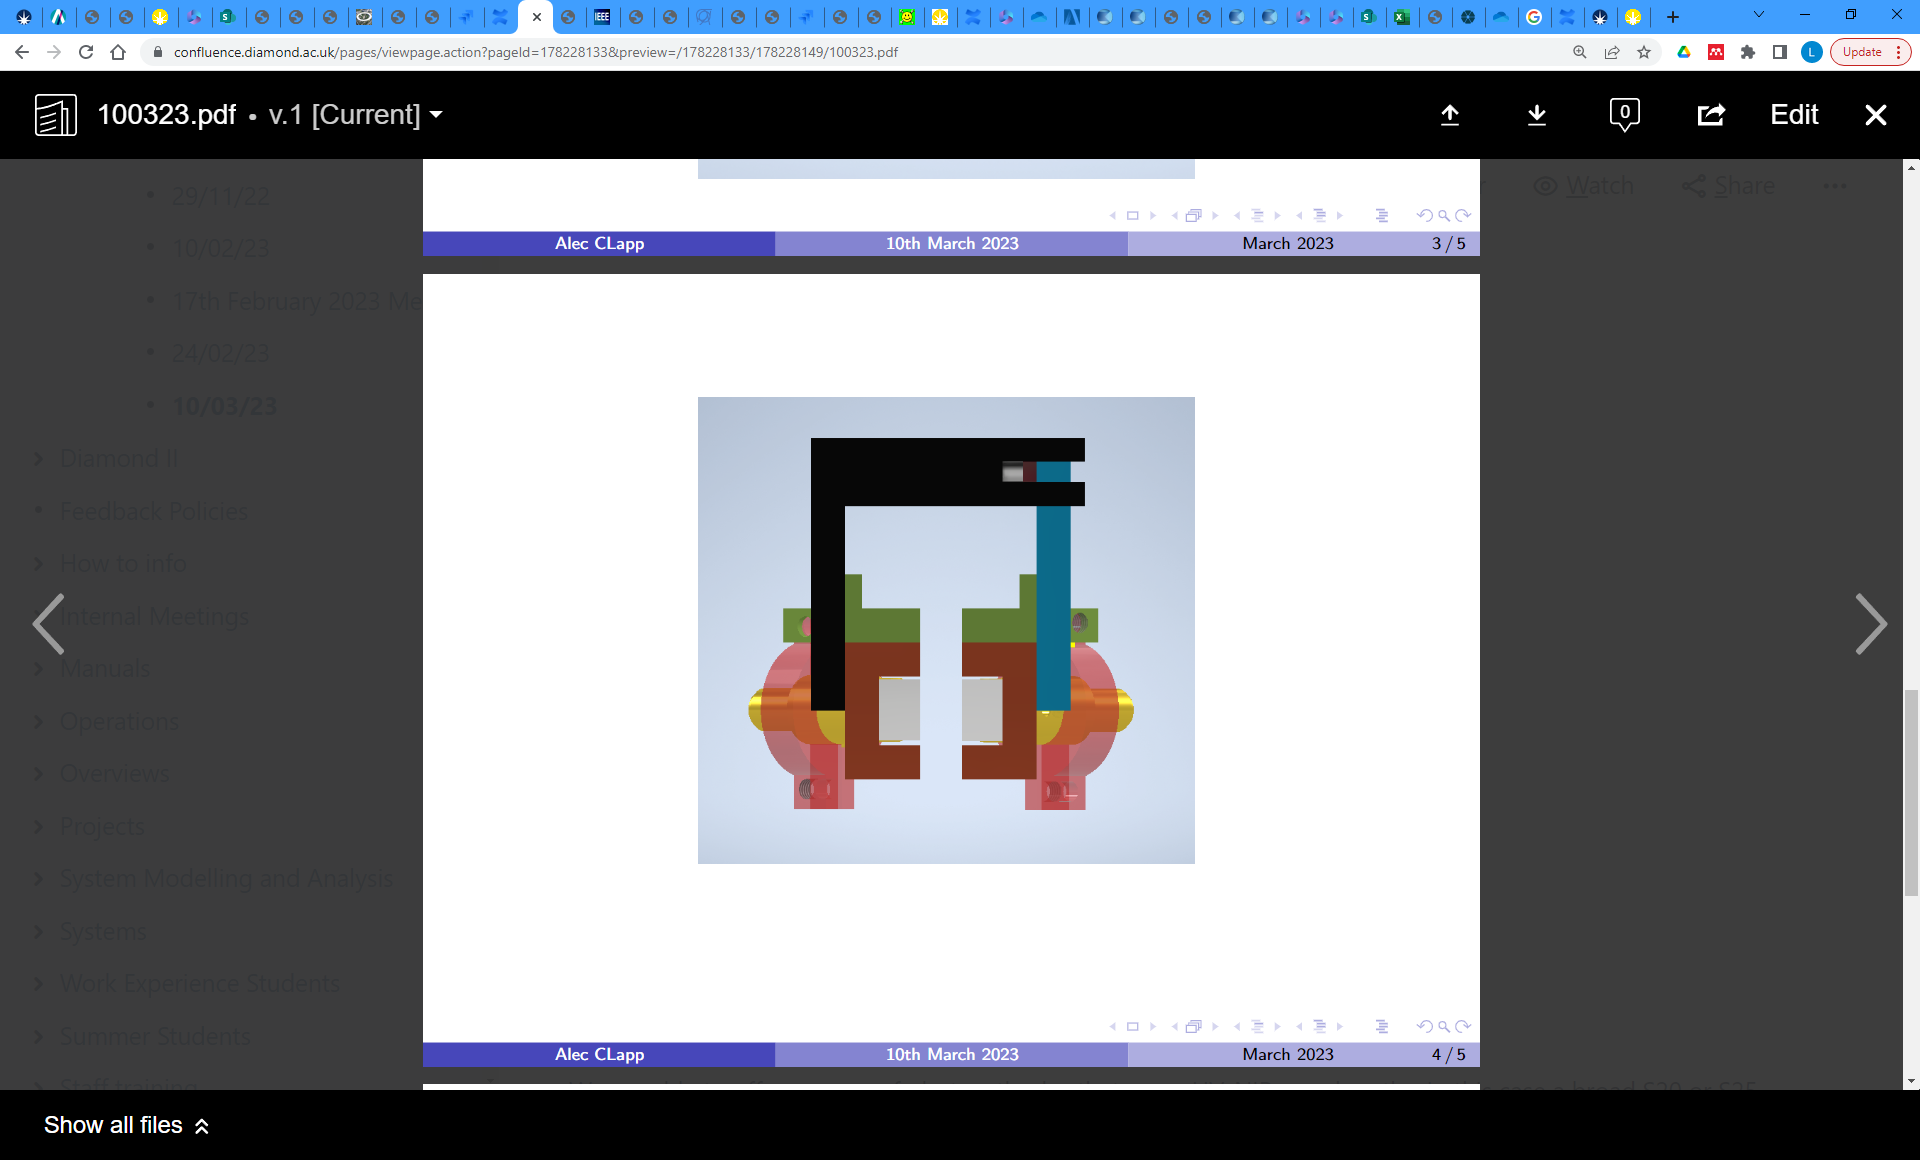 IEEE
confluence.diamond.ac.uk/pages/viewpage.action?pageId=178228133&preview=/178228133/178228149/100323.pdf
L
Update
100323.pdf • v.1 [Current]
0
Edit
29/11/22
Watch
Share
10/02/23
17th February 2023 Me
24/02/23
10/03/23
Diamond II
Feedback Policies
How to info
Internal Meetings
Manuals
Operations
Overviews
Projects
System Modelling and Analysis
Systems
Work Experience Students
Summer Students
Staff training
Alec CLapp
10th March 2023
March 2023
3 / 5
Alec CLapp
10th March 2023
March 2023
4 / 5
Show all files